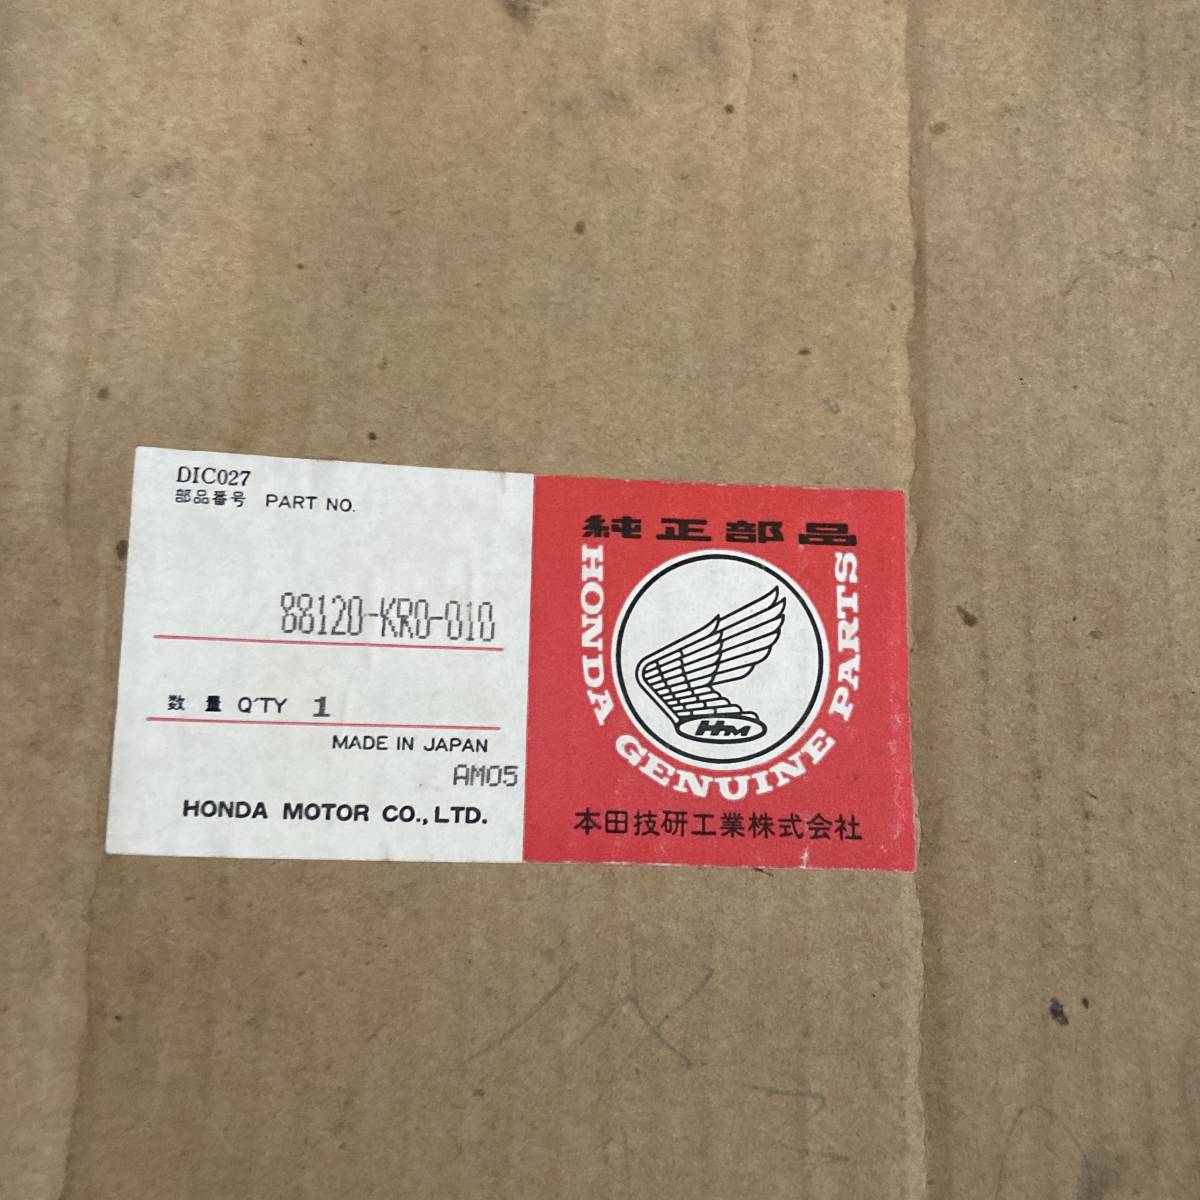 DIC027
部品番号 PART NO.
88120-KR0-010
数量 Q'TY 1
MADE IN JAPAN
AM05
HONDA MOTOR CO., LTD.
純正部品
HONDA GENUINE PARTS
HM
本田技研工業株式会社